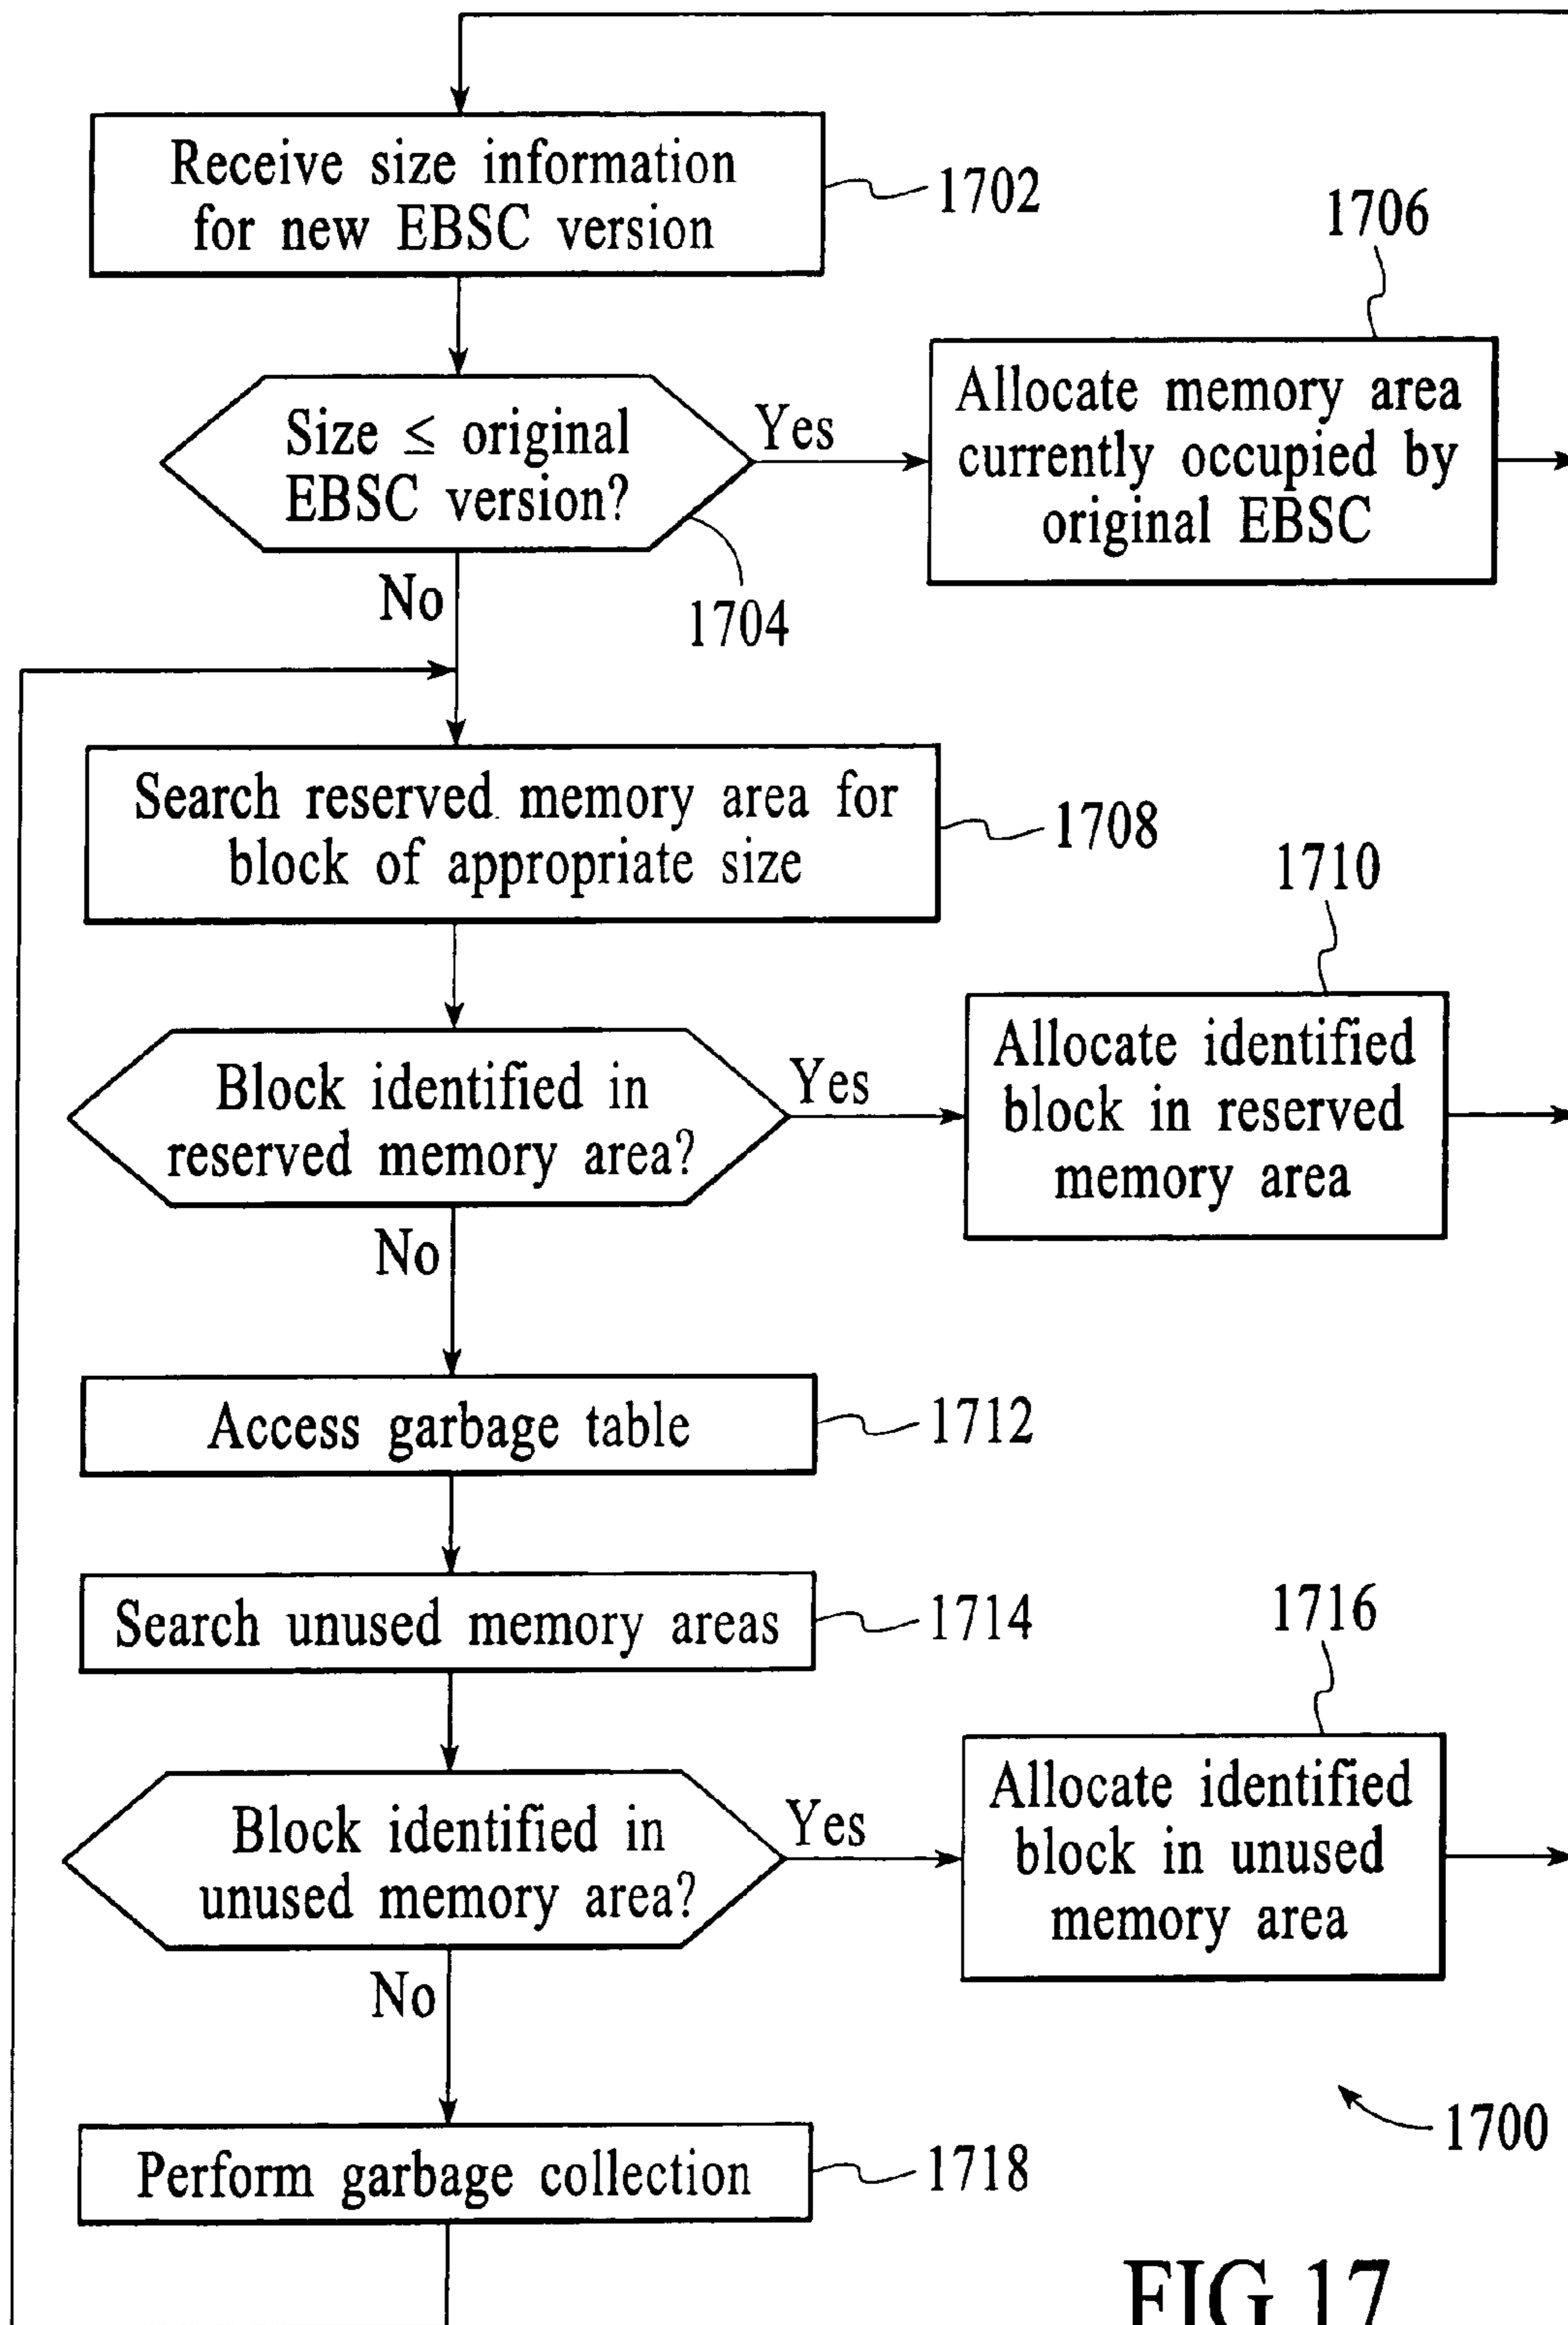 Receive size information
for new EBSC version
1702
1706
Size ≤ original
EBSC version?
Yes
Allocate memory area
currently occupied by
original EBSC
No
1704
Search reserved memory area for
block of appropriate size
1708
1710
Block identified in
reserved memory area?
Yes
Allocate identified
block in reserved
memory area
No
Access garbage table
1712
Search unused memory areas
1714
1716
Block identified in
unused memory area?
Yes
Allocate identified
block in unused
memory area
No
1700
Perform garbage collection
1718
FIG 17